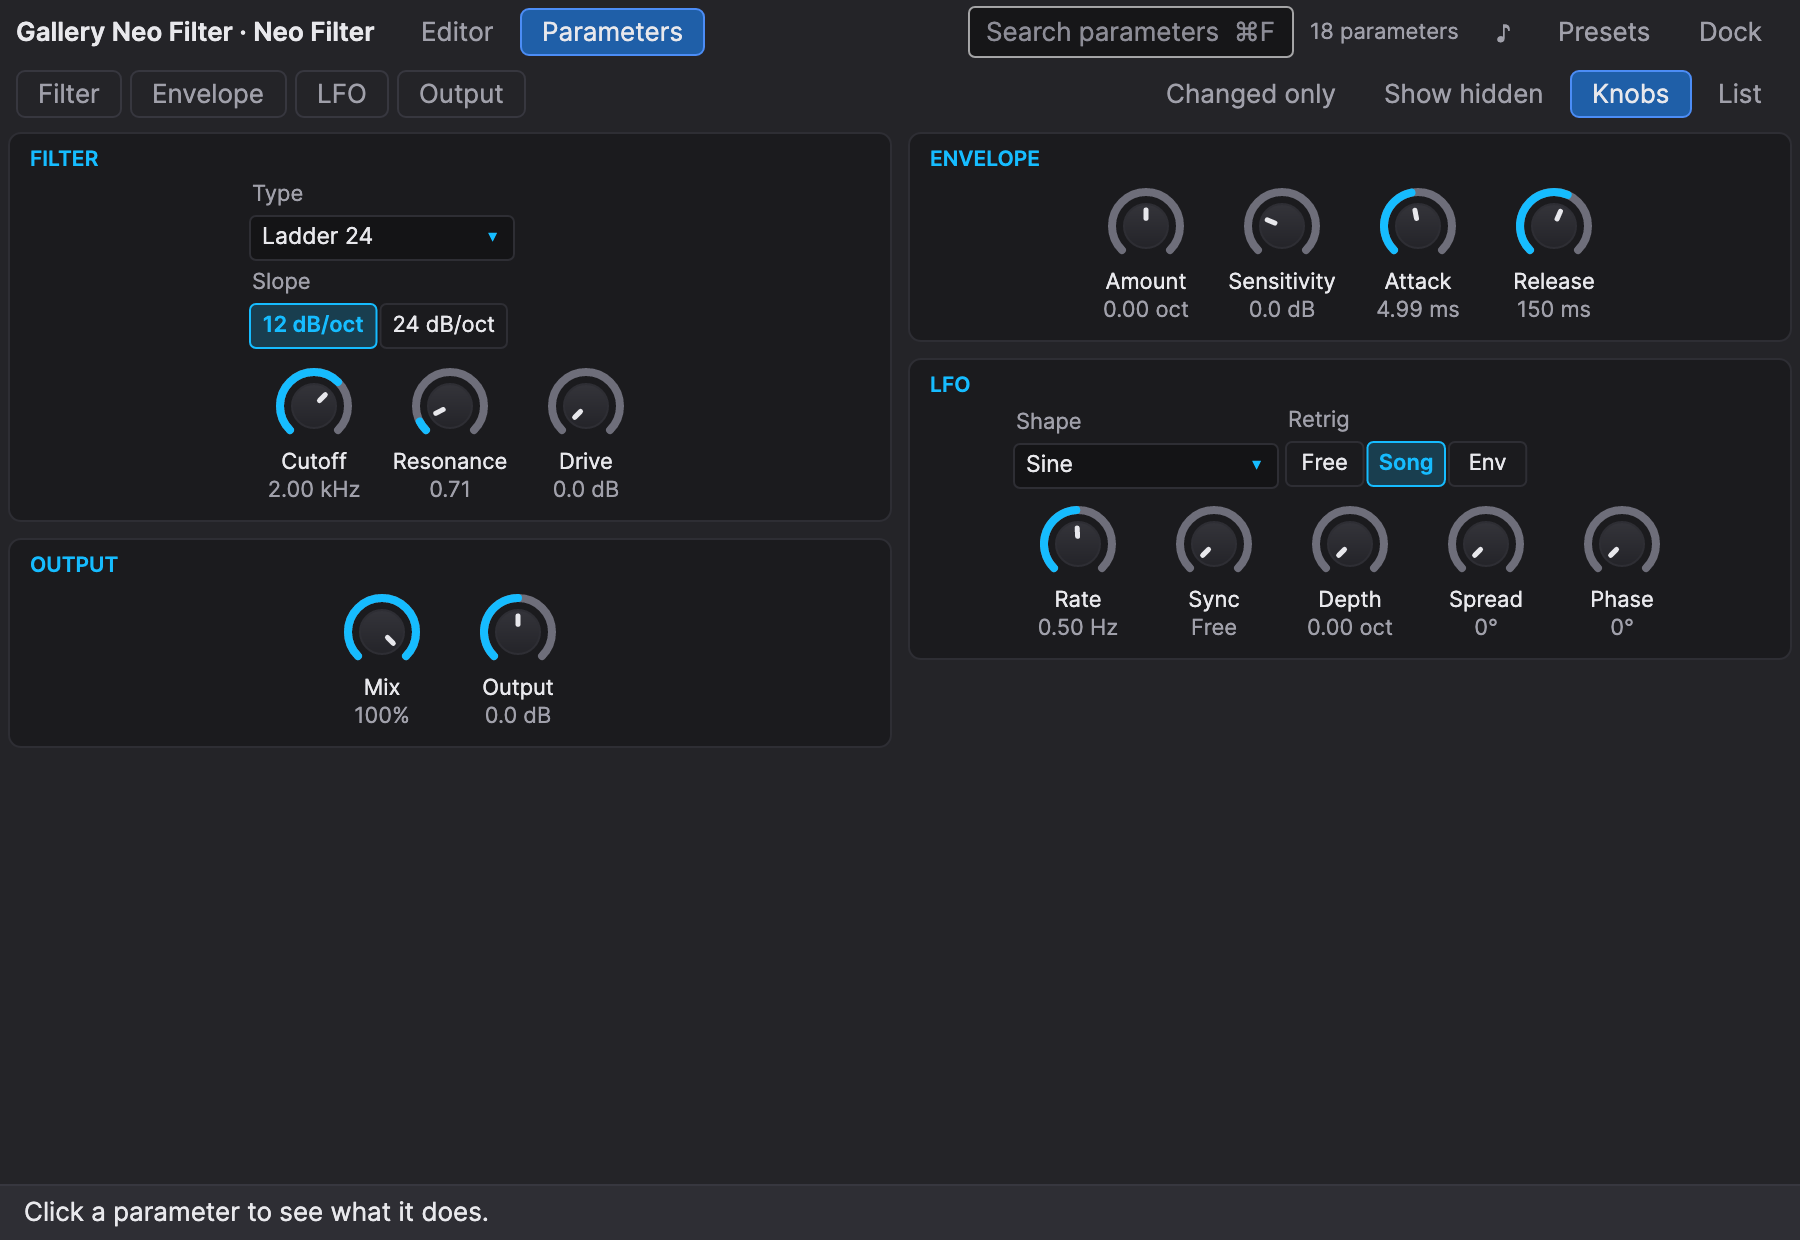 Gallery Neo Filter · Neo Filter Editor Parameters Search parameters ⌘F 18 parameters ♪ Presets Dock
Filter Envelope LFO Output Changed only Show hidden Knobs List
FILTER
Type
Ladder 24
Slope
12 dB/oct 24 dB/oct
Cutoff Resonance Drive
2.00 kHz 0.71 0.0 dB
OUTPUT
Mix Output
100% 0.0 dB
ENVELOPE
Amount Sensitivity Attack Release
0.00 oct 0.0 dB 4.99 ms 150 ms
LFO
Shape Retrig
Sine Free Song Env
Rate Sync Depth Spread Phase
0.50 Hz Free 0.00 oct 0° 0°
Click a parameter to see what it does.